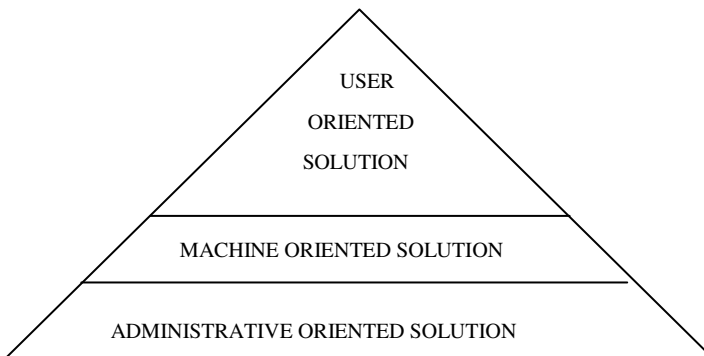 USER
ORIENTED
SOLUTION
MACHINE ORIENTED SOLUTION
ADMINISTRATIVE ORIENTED SOLUTION